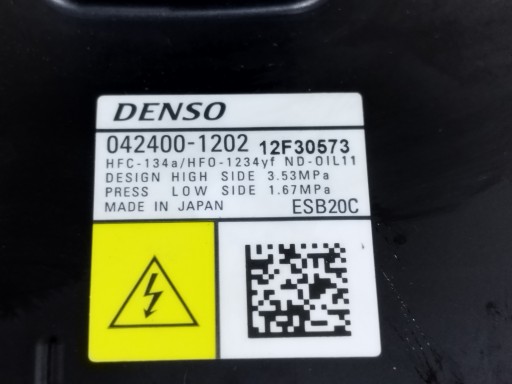 DENSO
042400-1202 12F30573
HFC-134a/HFO-1234yf ND-OIL11
DESIGN HIGH SIDE 3.53MPa
PRESS LOW SIDE 1.67MPa
MADE IN JAPAN ESB20C